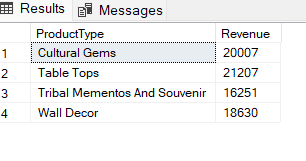 Results Messages
ProductType Revenue
1 Cultural Gems 20007
2 Table Tops 21207
3 Tribal Mementos And Souvenir 16251
4 Wall Decor 18630